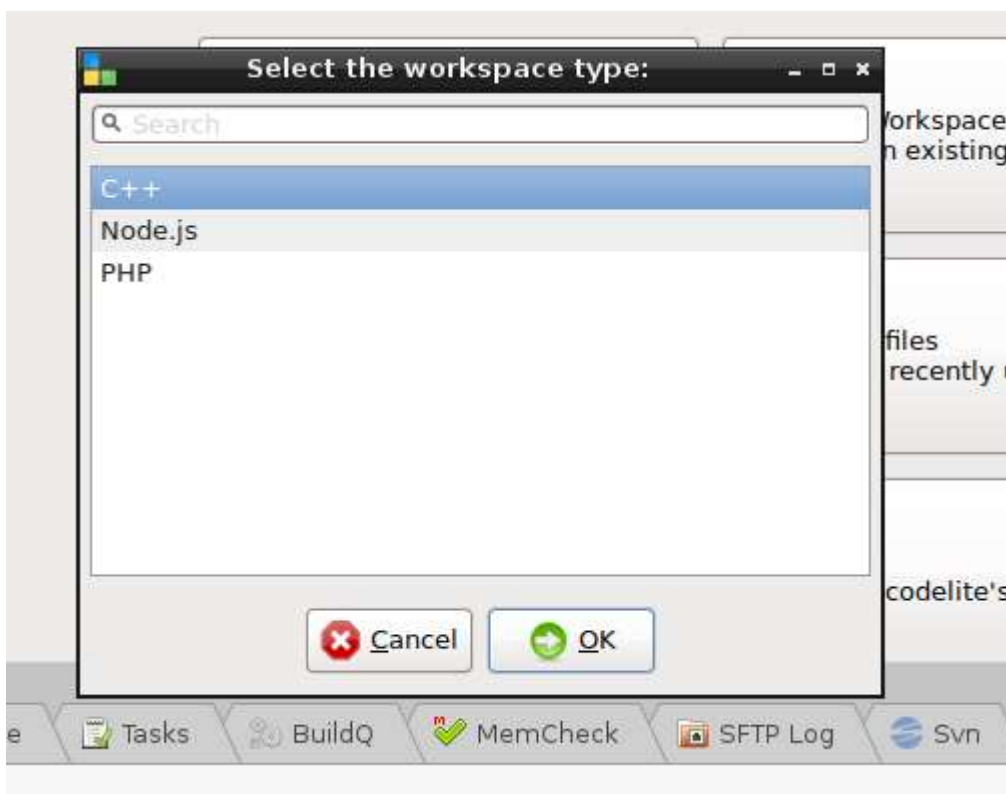 Select the workspace type:
Search
C++
Node.js
PHP
orkspace
n existing
files
recently
codelite's
Cancel
OK
e
Tasks
BuildQ
MemCheck
SFTP Log
Svn